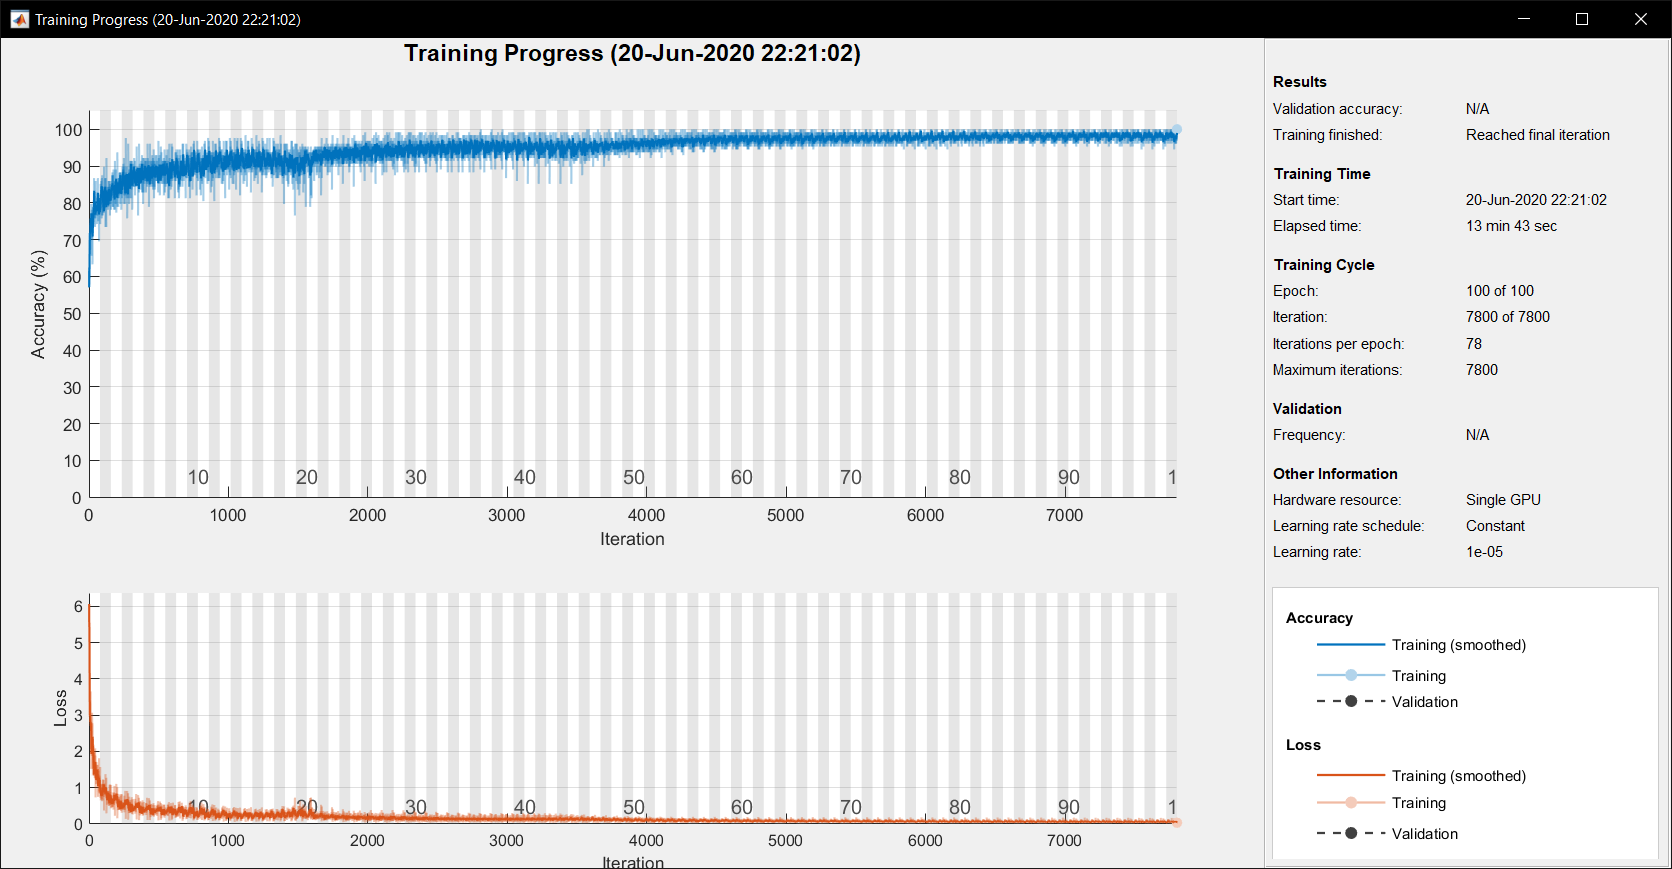 Training Progress (20-Jun-2020 22:21:02)
Training Progress (20-Jun-2020 22:21:02)
Accuracy (%)
100
90
80
70
60
50
40
30
20
10
0
10 20 30 40 50 60 70 80 90 1
0 1000 2000 3000 4000 5000 6000 7000
Iteration
Loss
6
5
4
3
2
1
0
10 20 30 40 50 60 70 80 90 1
0 1000 2000 3000 4000 5000 6000 7000
Iteration
Results
Validation accuracy: N/A
Training finished: Reached final iteration
Training Time
Start time: 20-Jun-2020 22:21:02
Elapsed time: 13 min 43 sec
Training Cycle
Epoch: 100 of 100
Iteration: 7800 of 7800
Iterations per epoch: 78
Maximum iterations: 7800
Validation
Frequency: N/A
Other Information
Hardware resource: Single GPU
Learning rate schedule: Constant
Learning rate: 1e-05
Accuracy
Training (smoothed)
Training
Validation
Loss
Training (smoothed)
Training
Validation